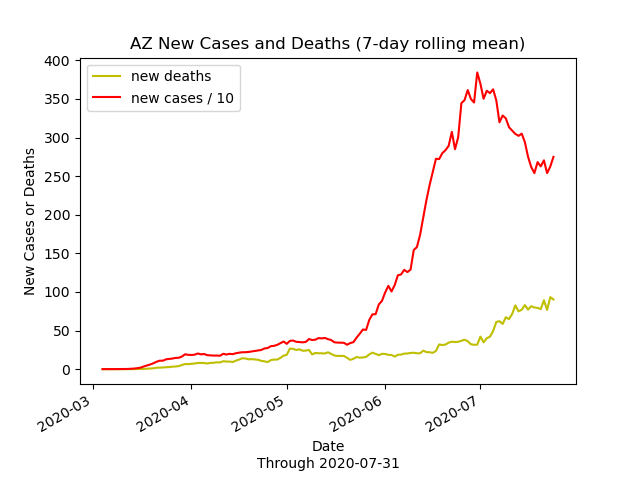 AZ New Cases and Deaths (7-day rolling mean)
new deaths
new cases / 10
New Cases or Deaths
400
350
300
250
200
150
100
50
0
2020-03
2020-04
2020-05
2020-06
2020-07
Date
Through 2020-07-31